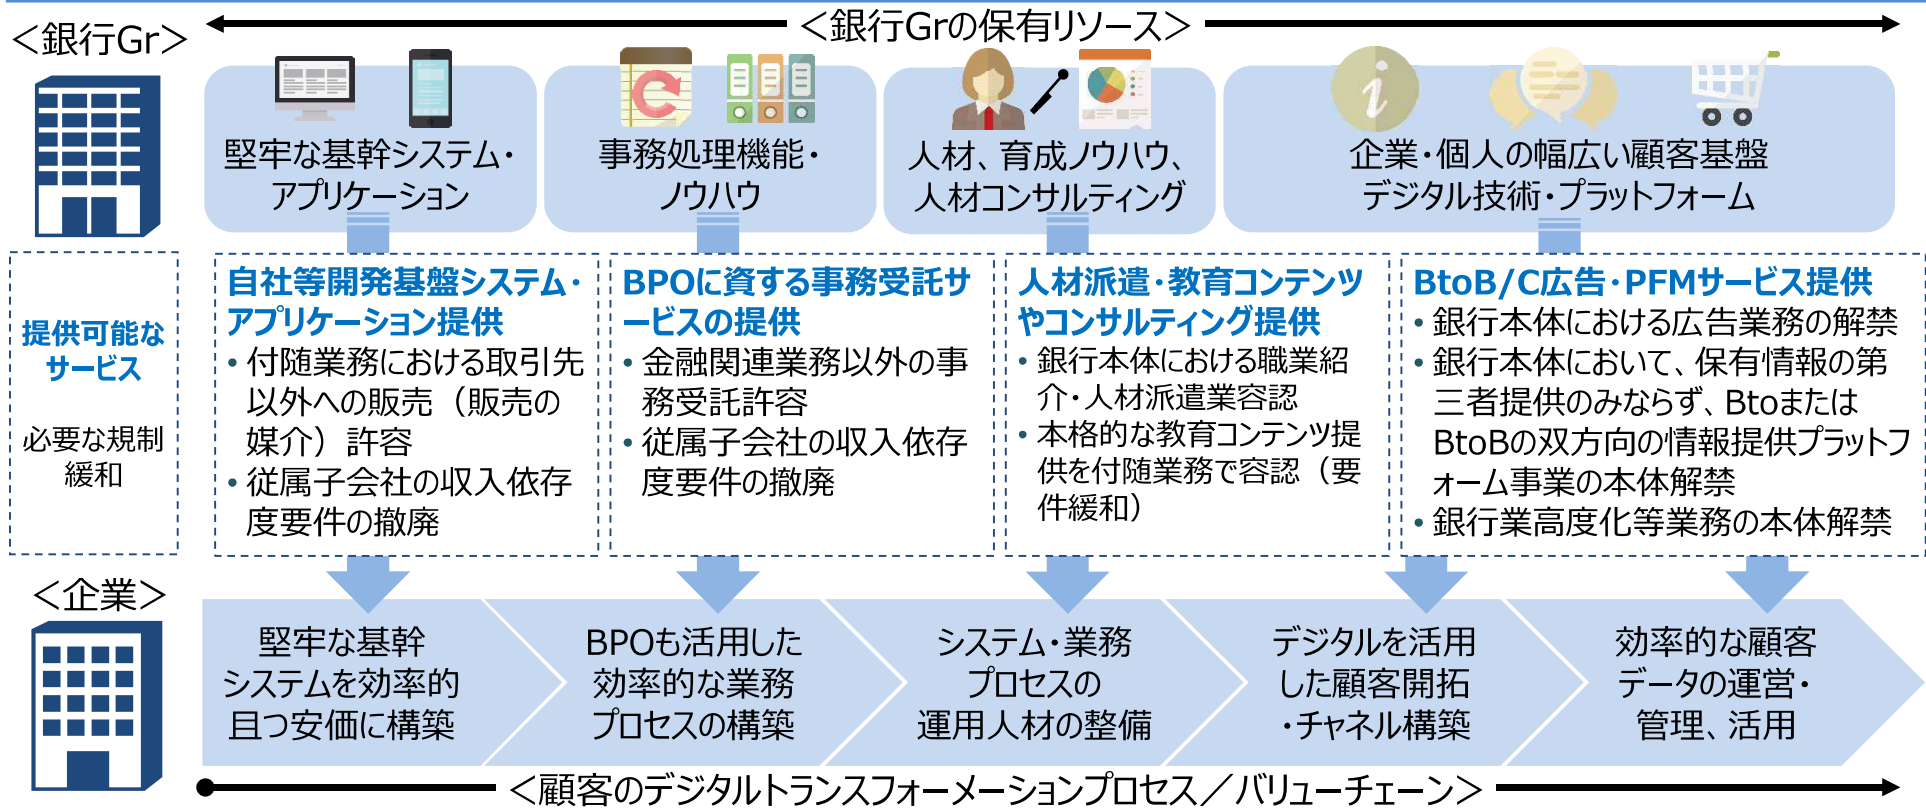 ＜銀行Gr＞
＜銀行Grの保有リソース＞
堅牢な基幹システム・
アプリケーション
事務処理機能・
ノウハウ
人材、育成ノウハウ、
人材コンサルティング
企業・個人の幅広い顧客基盤
デジタル技術・プラットフォーム
提供可能な
サービス
必要な規制
緩和
自社等開発基盤システム・
アプリケーション提供
• 付随業務における取引先
以外への販売（販売の
媒介）許容
• 従属子会社の収入依存
度要件の撤廃
BPOに資する事務受託サ
ービスの提供
• 金融関連業務以外の事
務受託許容
• 従属子会社の収入依存
度要件の撤廃
人材派遣・教育コンテンツ
やコンサルティング提供
• 銀行本体における職業紹
介・人材派遣業容認
• 本格的な教育コンテンツ提
供を付随業務で容認（要
件緩和）
BtoB/C広告・PFMサービス提供
• 銀行本体における広告業務の解禁
• 銀行本体において、保有情報の第
三者提供のみならず、Btoまたは
BtoBの双方向の情報提供プラットフ
ォーム事業の本体解禁
• 銀行業高度化等業務の本体解禁
＜企業＞
堅牢な基幹
システムを効率的
且つ安価に構築
BPOも活用した
効率的な業務
プロセスの構築
システム・業務
プロセスの
運用人材の整備
デジタルを活用
した顧客開拓
・チャネル構築
効率的な顧客
データの運営・
管理、活用
＜顧客のデジタルトランスフォーメーションプロセス／バリューチェーン＞